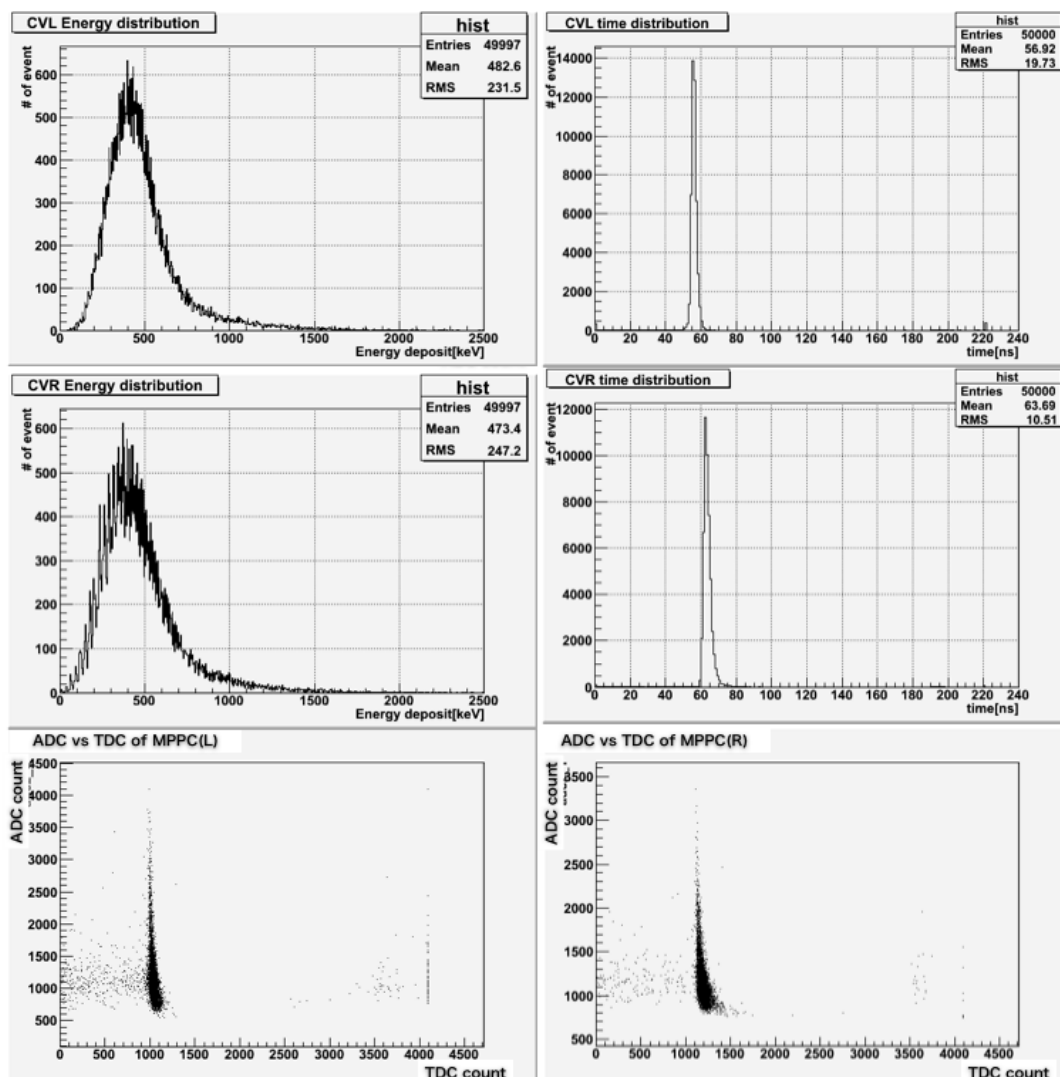 CVL Energy distribution
hist
Entries 49997
Mean 482.6
RMS 231.5
# of event
600
500
400
300
200
100
0
0 500 1000 1500 2000 2500
Energy deposit[keV]
CVL time distribution
hist
Entries 50000
Mean 56.92
RMS 19.73
# of event
14000
12000
10000
8000
6000
4000
2000
0
0 20 40 60 80 100 120 140 160 180 200 220 240
time[ns]
CVR Energy distribution
hist
Entries 49997
Mean 473.4
RMS 247.2
# of event
600
500
400
300
200
100
0
0 500 1000 1500 2000 2500
Energy deposit[keV]
CVR time distribution
hist
Entries 50000
Mean 63.69
RMS 10.51
# of event
12000
10000
8000
6000
4000
2000
0
0 20 40 60 80 100 120 140 160 180 200 220 240
time[ns]
ADC vs TDC of MPPC(L)
ADC count
4500
4000
3500
3000
2500
2000
1500
1000
500
0 500 1000 1500 2000 2500 3000 3500 4000 4500
TDC count
ADC vs TDC of MPPC(R)
ADC count
3500
3000
2500
2000
1500
1000
500
0 500 1000 1500 2000 2500 3000 3500 4000 4500
TDC count